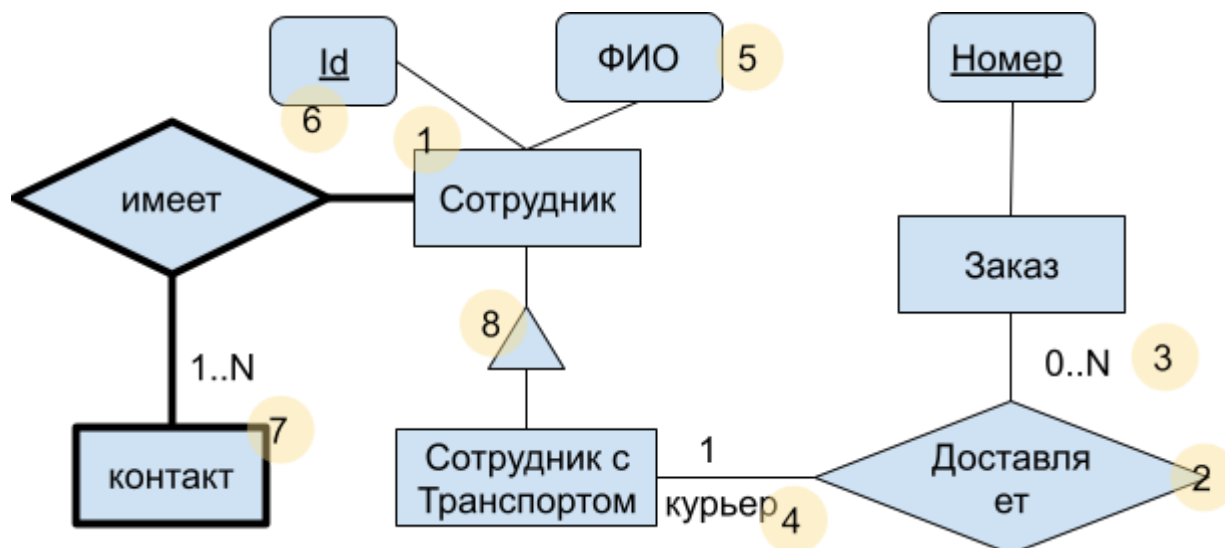 Id
ФИО
5
Номер
6
1
имеет
Сотрудник
Заказ
8
1..N
0..N
3
7
контакт
Сотрудник с
Транспортом
1
курьер
4
Доставля
ет
2